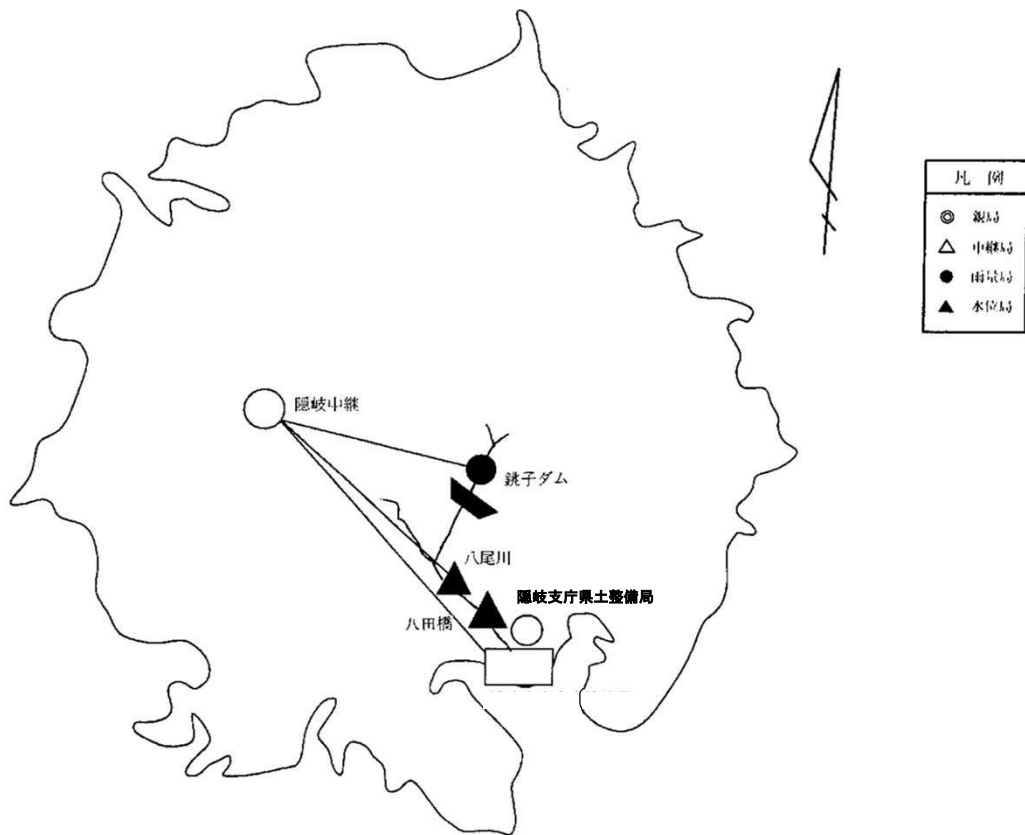 凡例
◎ 親局
△ 中継局
● 雨量局
▲ 水位局
隠岐中継
銚子ダム
八尾川
隠岐支庁県土整備局
八田橋